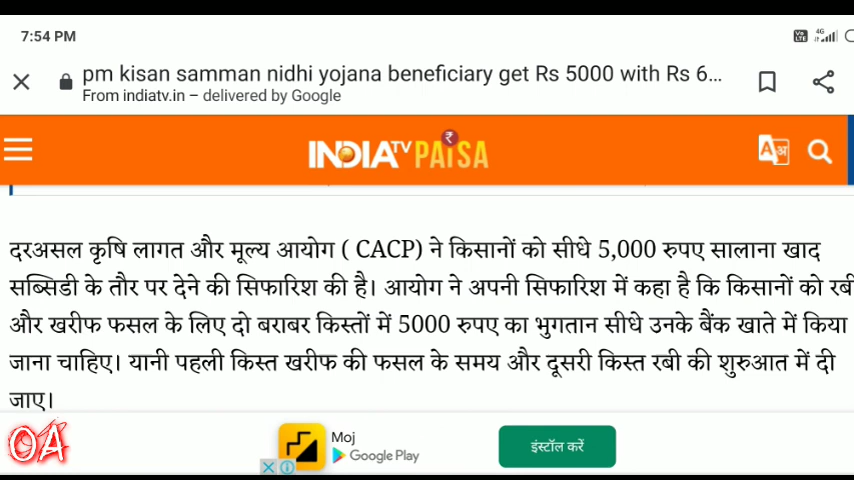 7:54 PM
Vo LTE 4G
pm kisan samman nidhi yojana beneficiary get Rs 5000 with Rs 6...
From indiatv.in – delivered by Google
INDIA TV PAISA ₹
A अ
दरअसल कृषि लागत और मूल्य आयोग ( CACP) ने किसानों को सीधे 5,000 रुपए सालाना खाद
सब्सिडी के तौर पर देने की सिफारिश की है। आयोग ने अपनी सिफारिश में कहा है कि किसानों को रबी
और खरीफ फसल के लिए दो बराबर किस्तों में 5000 रुपए का भुगतान सीधे उनके बैंक खाते में किया
जाना चाहिए। यानी पहली किस्त खरीफ की फसल के समय और दूसरी किस्त रबी की शुरुआत में दी
जाए।
OA
Moj
Google Play
इंस्टॉल करें